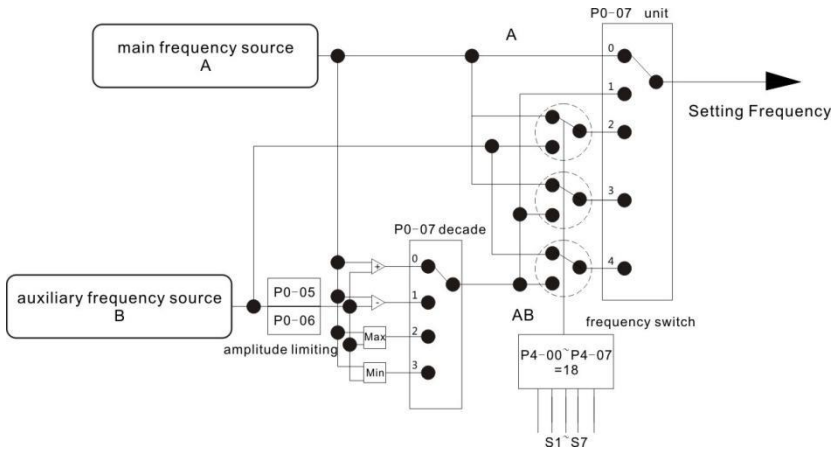 P0-07 unit
main frequency source
A
A
0
1
2
3
4
Setting Frequency
P0-07 decade
0
1
2
3
+
-
Max
Min
auxiliary frequency source
B
P0-05
P0-06
amplitude limiting
AB
frequency switch
P4-00~P4-07
=18
S1~S7